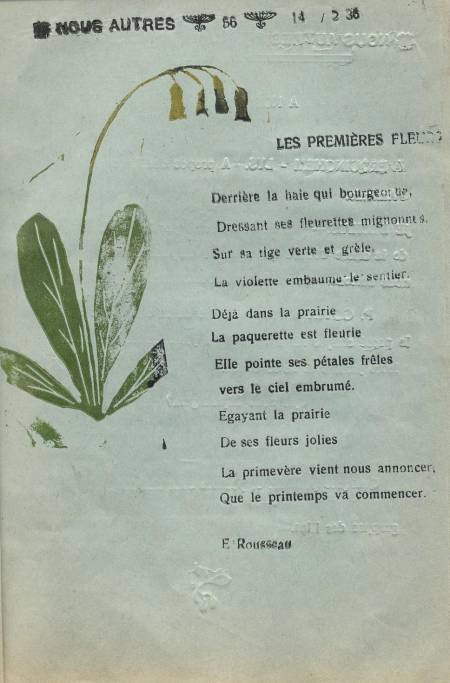 NOUS AUTRES 56 14 / 2 36
LES PREMIÈRES FLEURS
Derrière la haie qui bourgeonne,
Dressant ses fleurettes mignonnes.
Sur sa tige verte et grêle,
La violette embaume le sentier.
Déjà dans la prairie
La paquerette est fleurie
Elle pointe ses pétales frêles
vers le ciel embrumé.
Egayant la prairie
De ses fleurs jolies
La primevère vient nous annoncer,
Que le printemps va commencer.
E Rousseau